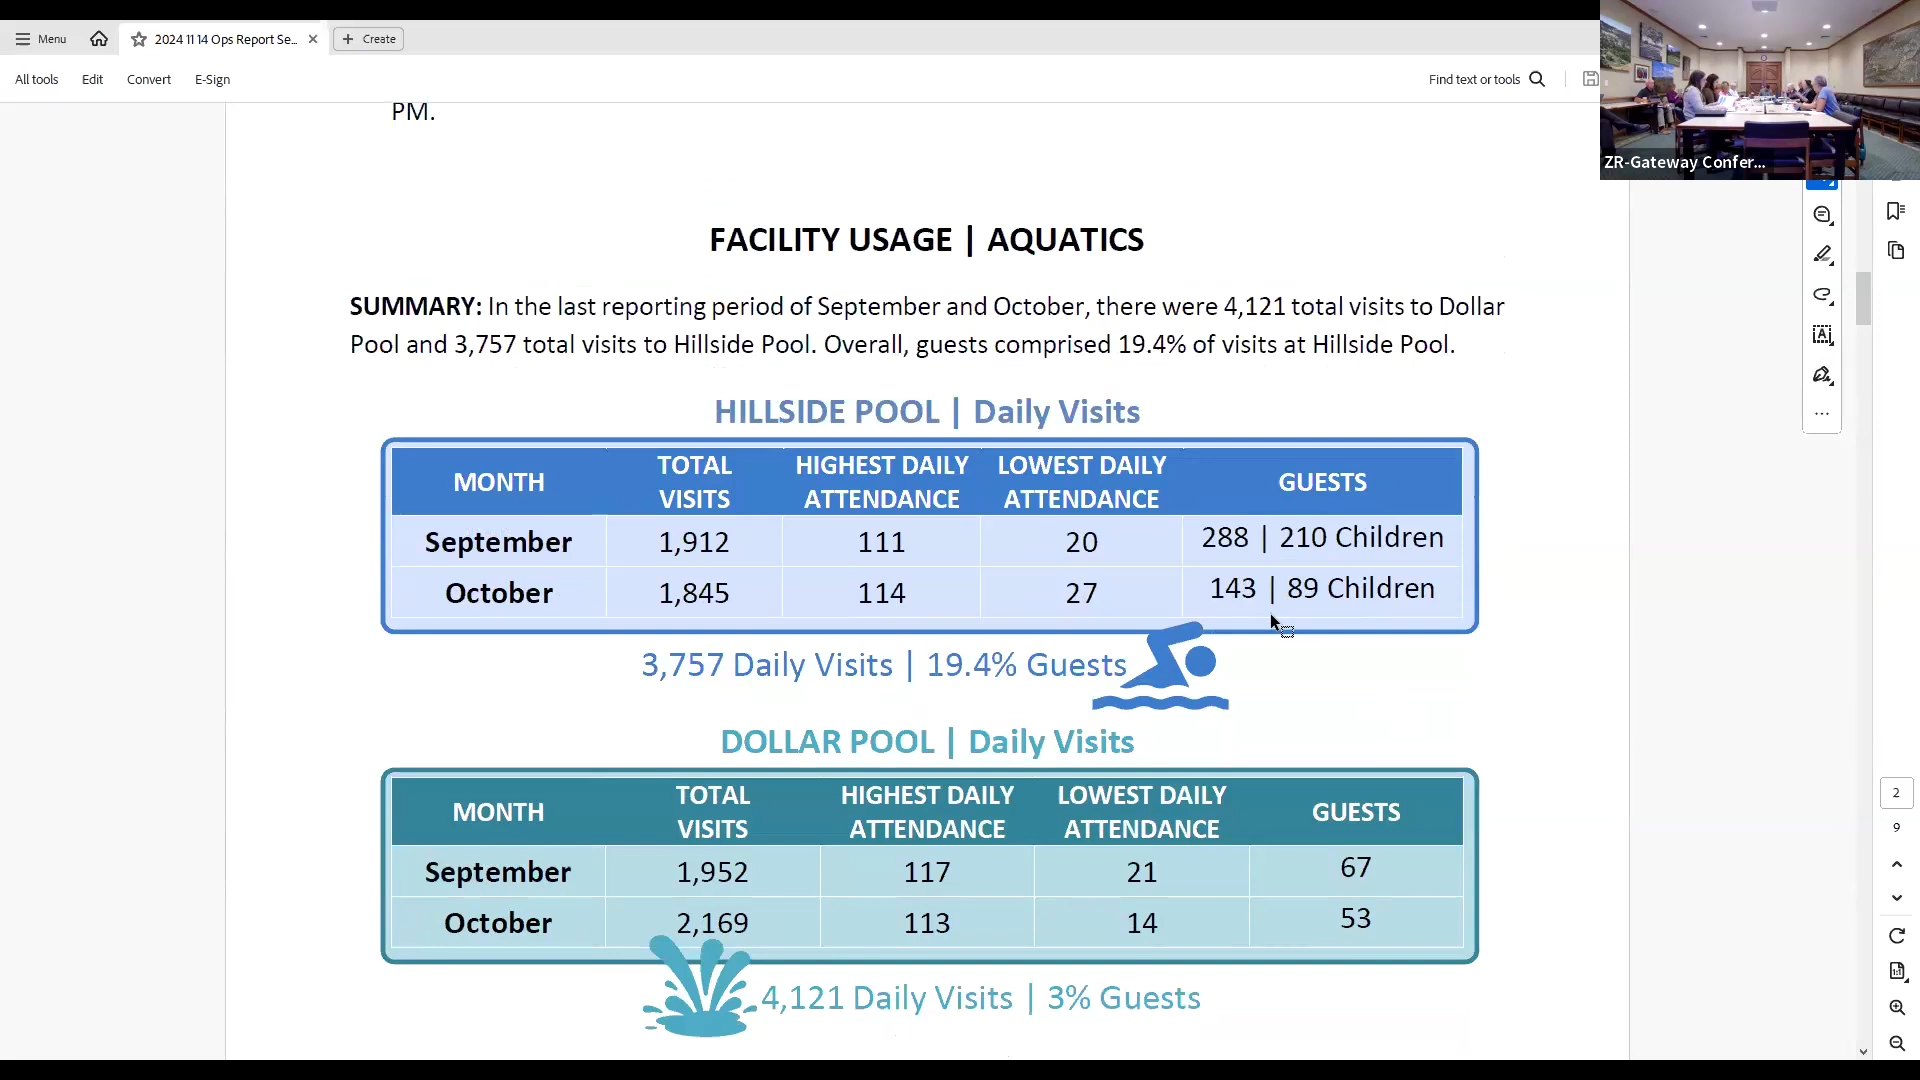 Menu
2024 11 14 Ops Report Se...
Create
All tools
Edit
Convert
E-Sign
Find text or tools
ZR-Gateway Confer...
PM.
FACILITY USAGE | AQUATICS
SUMMARY: In the last reporting period of September and October, there were 4,121 total visits to Dollar
Pool and 3,757 total visits to Hillside Pool. Overall, guests comprised 19.4% of visits at Hillside Pool.
HILLSIDE POOL | Daily Visits
MONTH TOTAL VISITS HIGHEST DAILY ATTENDANCE LOWEST DAILY ATTENDANCE GUESTS
September 1,912 111 20 288 | 210 Children
October 1,845 114 27 143 | 89 Children
3,757 Daily Visits | 19.4% Guests
DOLLAR POOL | Daily Visits
MONTH TOTAL VISITS HIGHEST DAILY ATTENDANCE LOWEST DAILY ATTENDANCE GUESTS
September 1,952 117 21 67
October 2,169 113 14 53
4,121 Daily Visits | 3% Guests
2
9